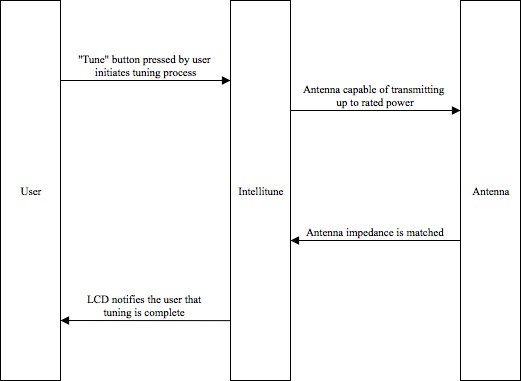 "Tune" button pressed by user
initiates tuning process
Antenna capable of transmitting
up to rated power
User
Intellitune
Antenna
Antenna impedance is matched
LCD notifies the user that
tuning is complete